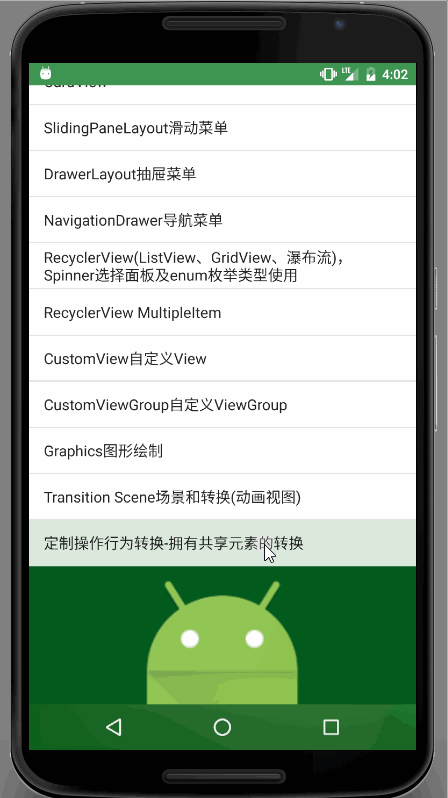 LTE 4:02
CardView
SlidingPaneLayout滑动菜单
DrawerLayout抽屉菜单
NavigationDrawer导航菜单
RecyclerView(ListView、GridView、瀑布流)，
Spinner选择面板及enum枚举类型使用
RecyclerView MultipleItem
CustomView自定义View
CustomViewGroup自定义ViewGroup
Graphics图形绘制
Transition Scene场景和转换(动画视图)
定制操作行为转换-拥有共享元素的转换